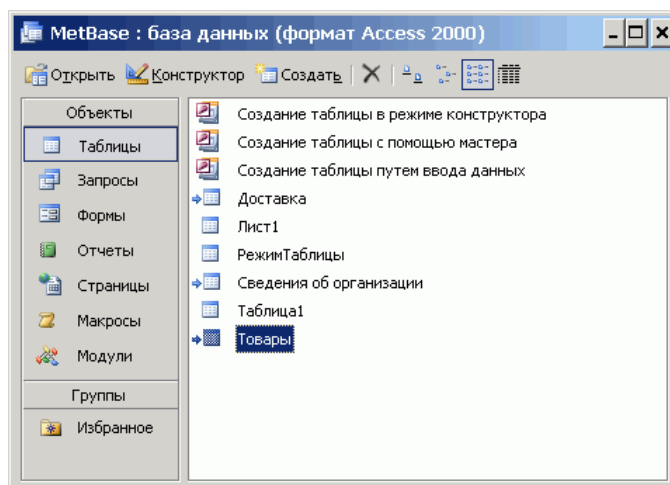 MetBase : база данных (формат Access 2000)
Открыть Конструктор Создать
Объекты
Таблицы
Запросы
Формы
Отчеты
Страницы
Макросы
Модули
Группы
Избранное
Создание таблицы в режиме конструктора
Создание таблицы с помощью мастера
Создание таблицы путем ввода данных
Доставка
Лист1
РежимТаблицы
Сведения об организации
Таблица1
Товары